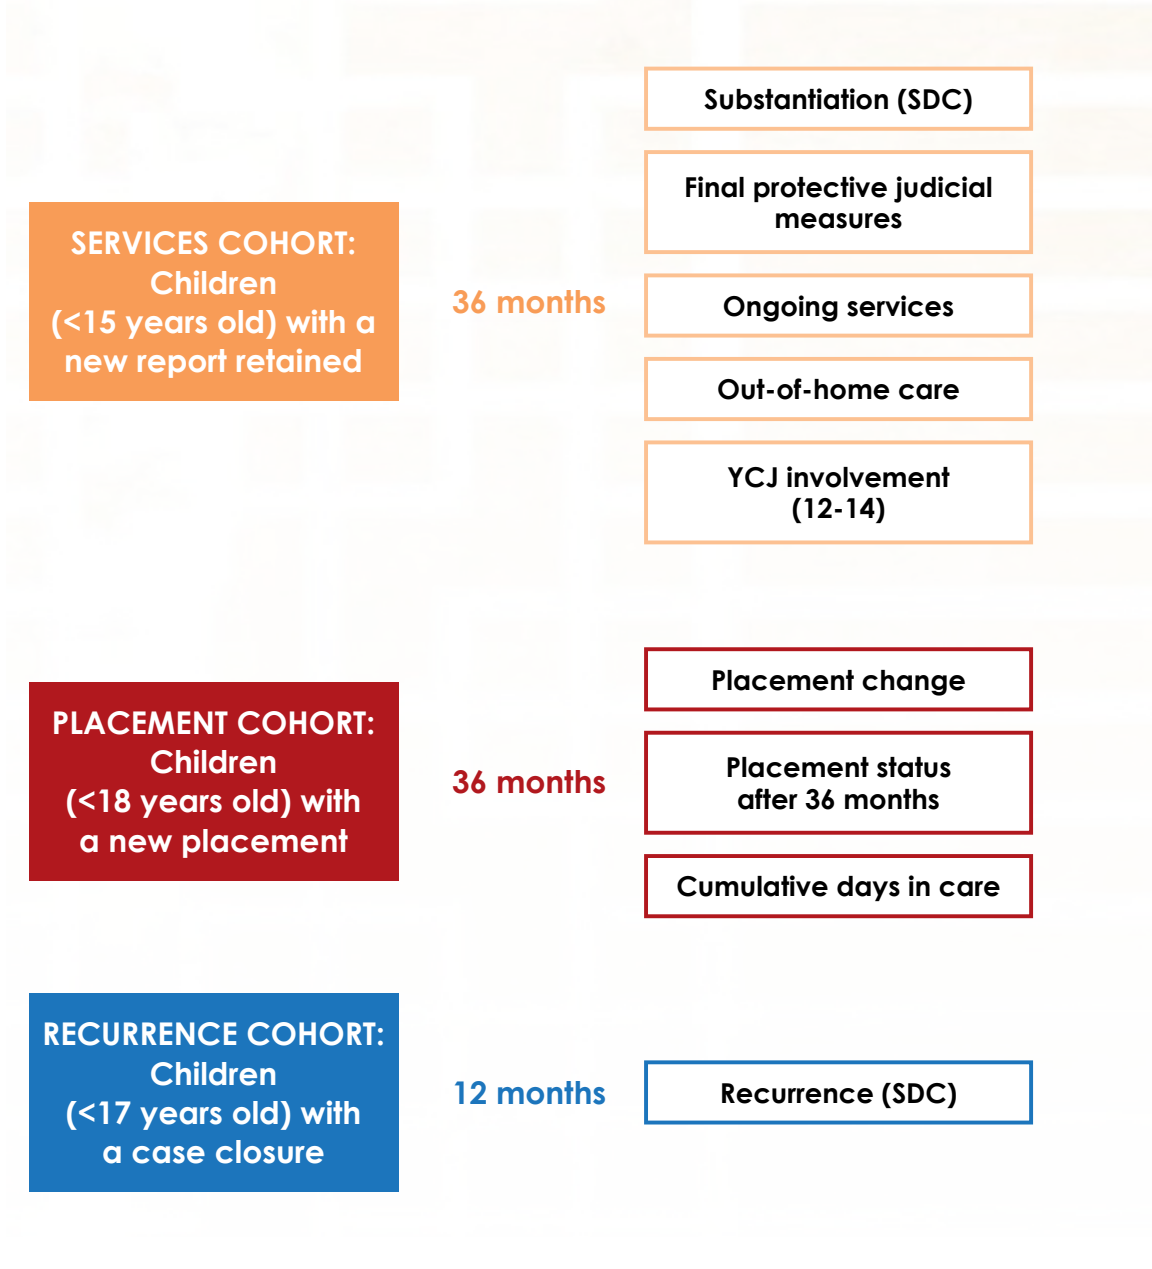 SERVICES COHORT:
Children
(<15 years old) with a
new report retained
36 months
Substantiation (SDC)
Final protective judicial
measures
Ongoing services
Out-of-home care
YCJ involvement
(12-14)
PLACEMENT COHORT:
Children
(<18 years old) with
a new placement
36 months
Placement change
Placement status
after 36 months
Cumulative days in care
RECURRENCE COHORT:
Children
(<17 years old) with
a case closure
12 months
Recurrence (SDC)